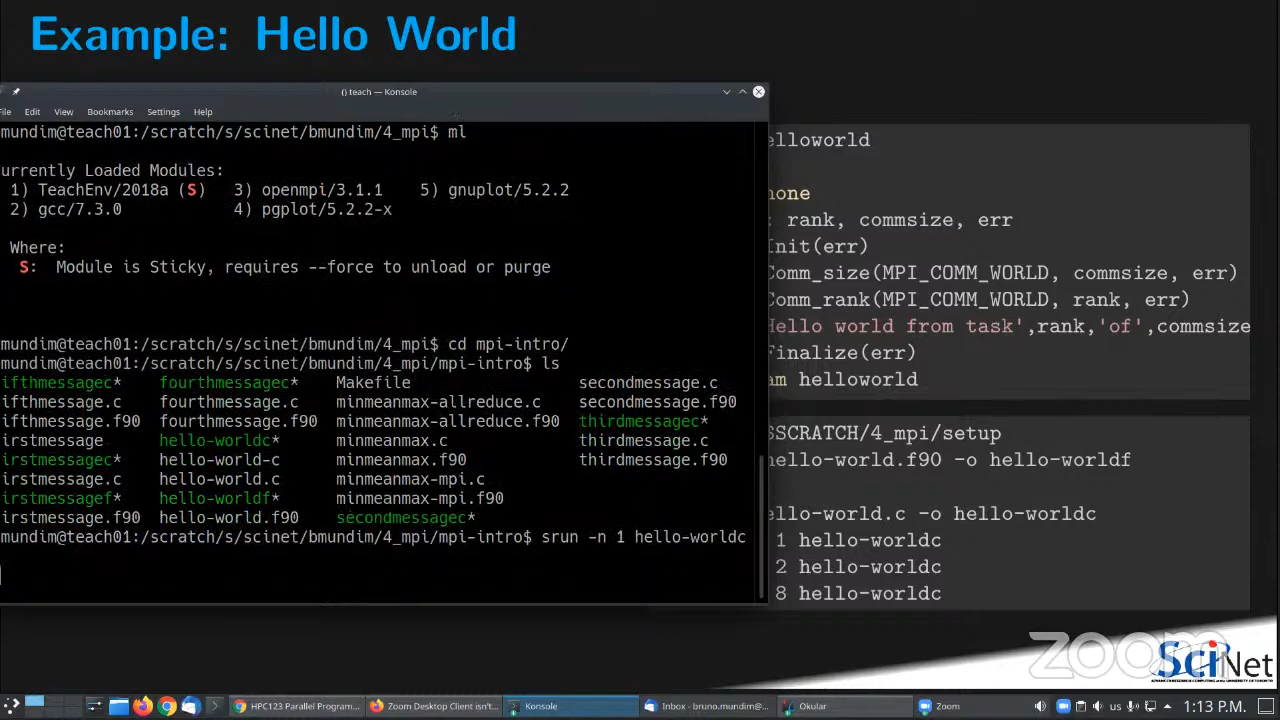 Example: Hello World
() teach — Konsole
File Edit View Bookmarks Settings Help
mundim@teach01:/scratch/s/scinet/bmundim/4_mpi$ ml
urrently Loaded Modules:
1) TeachEnv/2018a (S) 3) openmpi/3.1.1 5) gnuplot/5.2.2
2) gcc/7.3.0 4) pgplot/5.2.2-x
Where:
S: Module is Sticky, requires --force to unload or purge
mundim@teach01:/scratch/s/scinet/bmundim/4_mpi$ cd mpi-intro/
mundim@teach01:/scratch/s/scinet/bmundim/4_mpi/mpi-intro$ ls
ifthmessagec* fourthmessagec* Makefile secondmessage.c
ifthmessage.c fourthmessage.c minmeanmax-allreduce.c secondmessage.f90
ifthmessage.f90 fourthmessage.f90 minmeanmax-allreduce.f90 thirdmessagec*
irstmessage hello-worldc* minmeanmax.c thirdmessage.c
irstmessagec* hello-world-c minmeanmax.f90 thirdmessage.f90
irstmessage.c hello-world.c minmeanmax-mpi.c
irstmessagef* hello-worldf* minmeanmax-mpi.f90
irstmessage.f90 hello-world.f90 secondmessagec*
mundim@teach01:/scratch/s/scinet/bmundim/4_mpi/mpi-intro$ srun -n 1 hello-worldc
elloworld
none
: rank, commsize, err
Init(err)
Comm_size(MPI_COMM_WORLD, commsize, err)
Comm_rank(MPI_COMM_WORLD, rank, err)
Hello world from task',rank,'of',commsize
Finalize(err)
am helloworld
SSCRATCH/4_mpi/setup
hello-world.f90 -o hello-worldf
ello-world.c -o hello-worldc
1 hello-worldc
2 hello-worldc
8 hello-worldc
zoom
SciNet
HPC123 Parallel Program... Zoom Desktop Client isn't... Konsole Inbox - bruno.mundim@... Okular Zoom us 1:13 P.M.